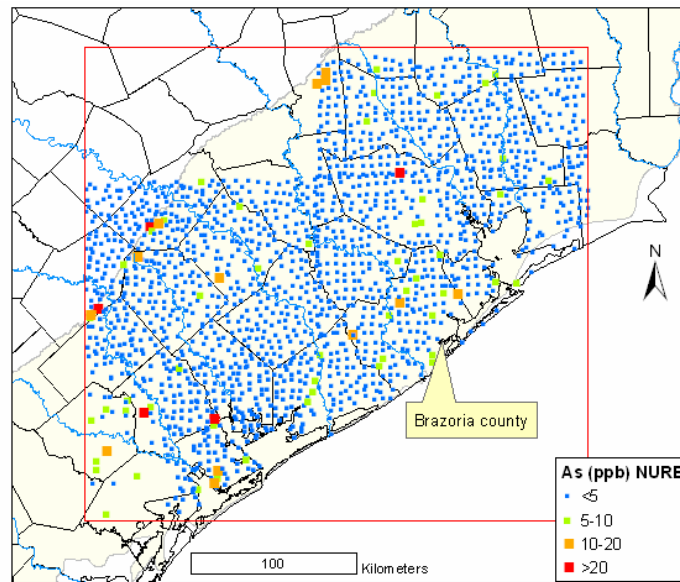 N
Brazoria county
As (ppb) NURE
<5
5-10
10-20
>20
100
Kilometers